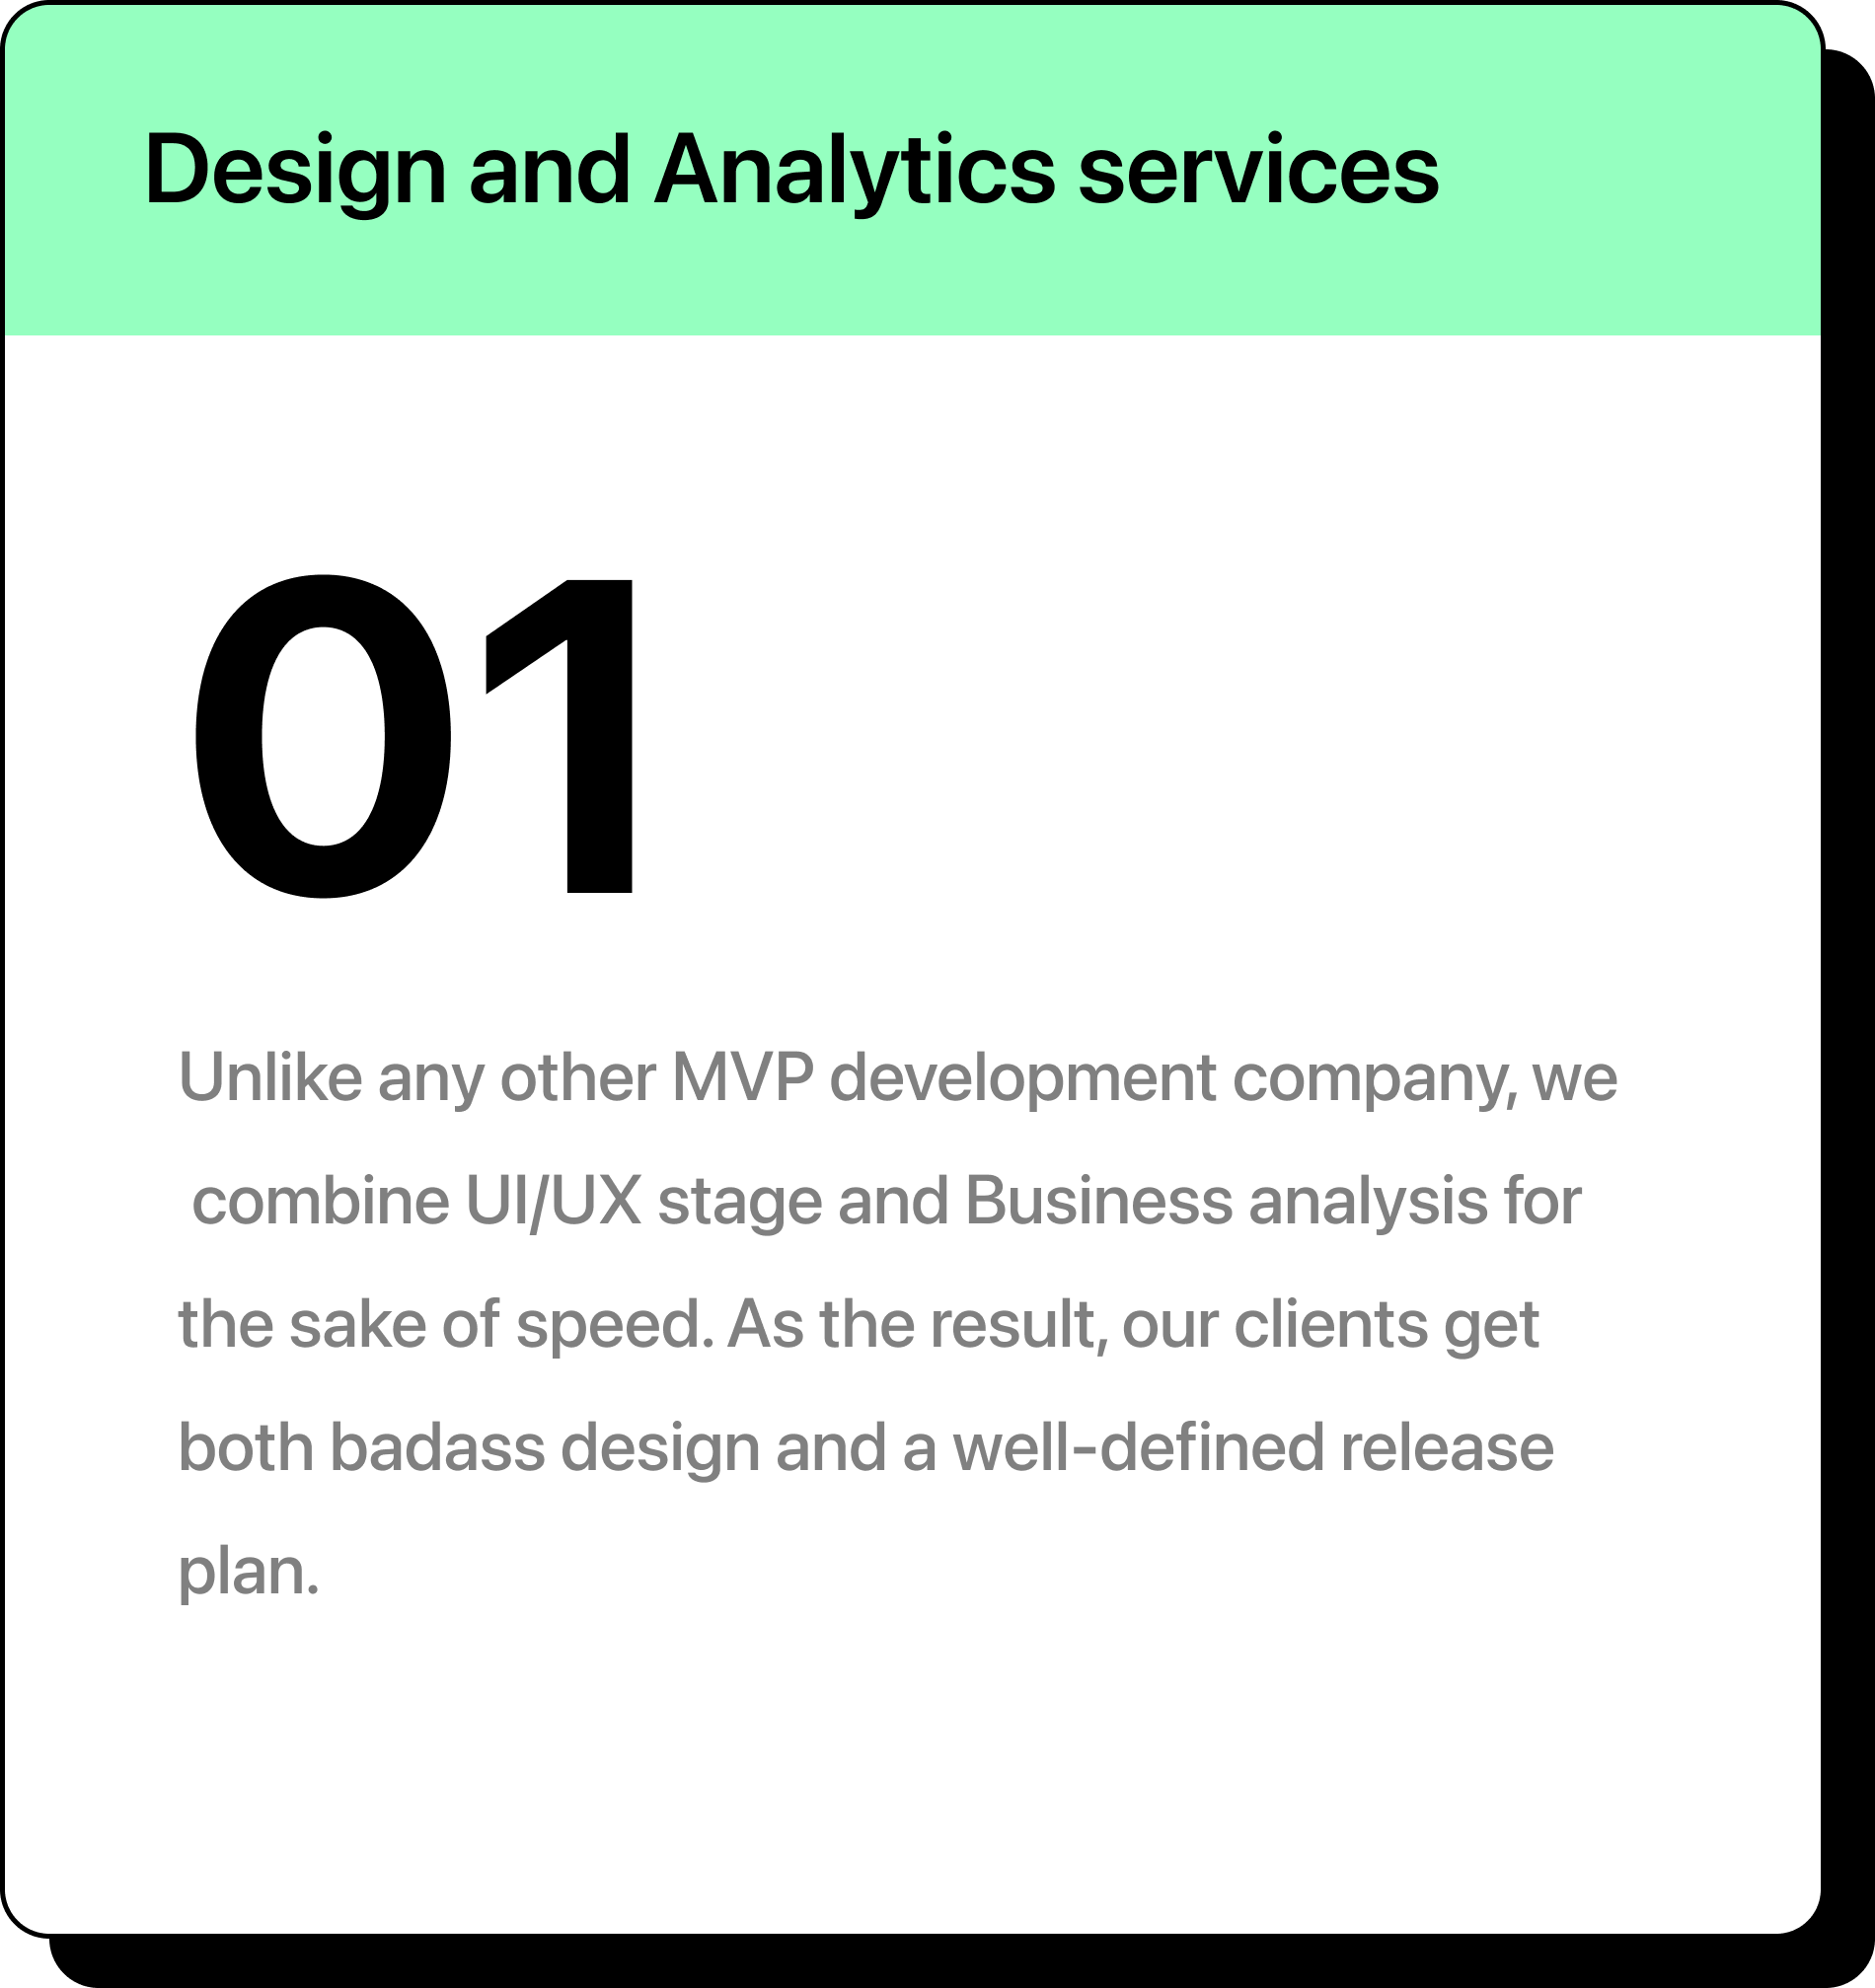 Design and Analytics services
01
Unlike any other MVP development company, we
combine UI/UX stage and Business analysis for
the sake of speed. As the result, our clients get
both badass design and a well-defined release
plan.